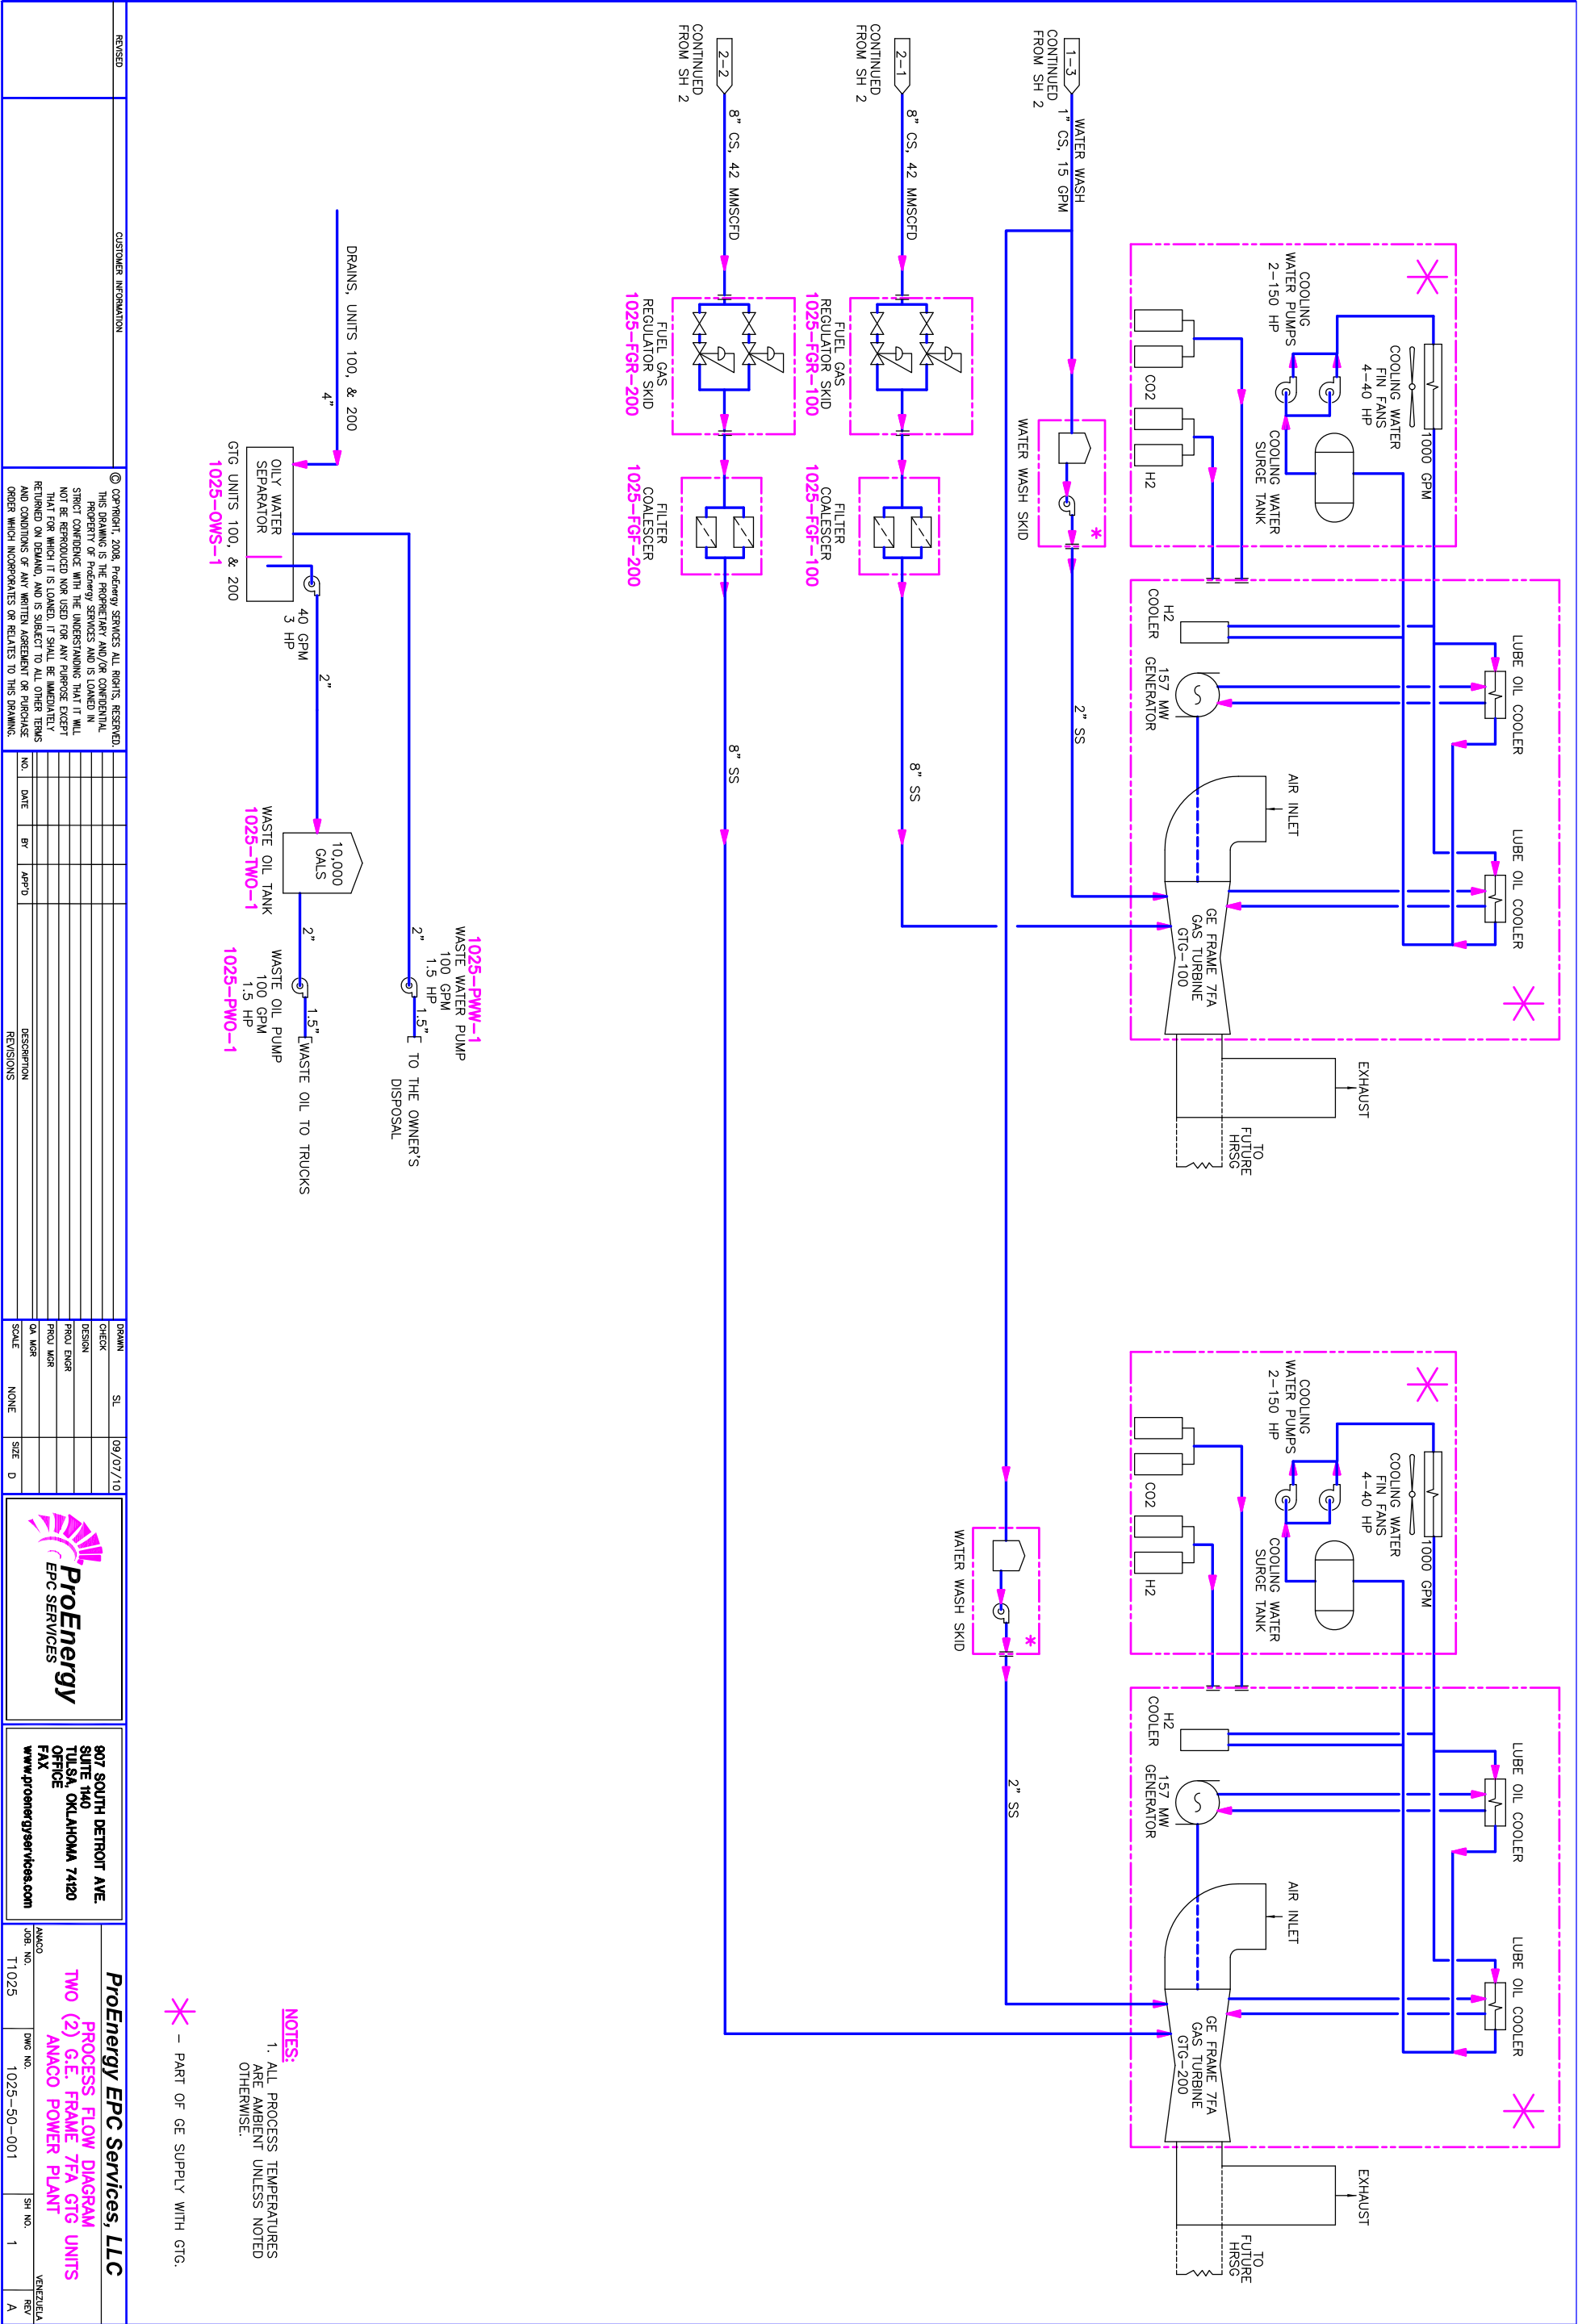 LUBE OIL COOLER
LUBE OIL COOLER
1000 GPM
COOLING WATER
FIN FANS
4-40 HP
COOLING
WATER PUMPS
2-150 HP
COOLING WATER
SURGE TANK
CO2
H2
H2
COOLER
157 MW
GENERATOR
AIR INLET
GE FRAME 7FA
GAS TURBINE
GTG-100
EXHAUST
TO
FUTURE
HRSG
LUBE OIL COOLER
LUBE OIL COOLER
1000 GPM
COOLING WATER
FIN FANS
4-40 HP
COOLING
WATER PUMPS
2-150 HP
COOLING WATER
SURGE TANK
CO2
H2
H2
COOLER
157 MW
GENERATOR
AIR INLET
GE FRAME 7FA
GAS TURBINE
GTG-200
EXHAUST
TO
FUTURE
HRSG
WATER WASH
1-3
1" CS, 15 GPM
CONTINUED
FROM SH 2
*
WATER WASH SKID
2" SS
*
WATER WASH SKID
2" SS
2-1
8" CS, 42 MMSCFD
CONTINUED
FROM SH 2
FUEL GAS
REGULATOR SKID
1025-FGR-100
FILTER
COALESCER
1025-FGF-100
8" SS
2-2
8" CS, 42 MMSCFD
CONTINUED
FROM SH 2
FUEL GAS
REGULATOR SKID
1025-FGR-200
FILTER
COALESCER
1025-FGF-200
8" SS
DRAINS, UNITS 100, & 200
4"
OILY WATER
SEPARATOR
GTG UNITS 100, & 200
1025-OWS-1
40 GPM
3 HP
2"
10,000
GALS
WASTE OIL TANK
1025-TWO-1
1025-PWW-1
WASTE WATER PUMP
100 GPM
1.5 HP
2"
1.5"
TO THE OWNER'S
DISPOSAL
2"
1.5"
WASTE OIL TO TRUCKS
WASTE OIL PUMP
100 GPM
1.5 HP
1025-PWO-1
NOTES:
1. ALL PROCESS TEMPERATURES
ARE AMBIENT UNLESS NOTED
OTHERWISE.
- PART OF GE SUPPLY WITH GTG.
REVISED
CUSTOMER INFORMATION
© COPYRIGHT 2008 ProEnergy SERVICES ALL RIGHTS, RESERVED.
THIS DRAWING IS THE PROPRIETARY AND/OR CONFIDENTIAL
PROPERTY OF ProEnergy SERVICES AND IS LOANED IN
STRICT CONFIDENCE WITH THE UNDERSTANDING THAT IT WILL
NOT BE REPRODUCED NOR USED FOR ANY PURPOSE EXCEPT
THAT FOR WHICH IT IS LOANED. IT SHALL BE IMMEDIATELY
RETURNED ON DEMAND, AND IS SUBJECT TO ALL OTHER TERMS
AND CONDITIONS OF ANY WRITTEN AGREEMENT OR PURCHASE
ORDER WHICH INCORPORATES OR RELATES TO THIS DRAWING.
NO. DATE BY APP'D DESCRIPTION
REVISIONS
DRAWN SL 09/07/10
CHECK
DESIGN
PROJ ENGR
PROJ MGR
QA MGR
SCALE NONE SIZE D
ProEnergy
EPC SERVICES
907 SOUTH DETROIT AVE.
SUITE 1140
TULSA, OKLAHOMA 74120
OFFICE
FAX
www.proenergyservices.com
ProEnergy EPC Services, LLC
PROCESS FLOW DIAGRAM
TWO (2) G.E. FRAME 7FA GTG UNITS
ANACO POWER PLANT
ANACO VENEZUELA
JOB. NO. T1025 DWG NO. 1025-50-001 SH NO. 1 REV A